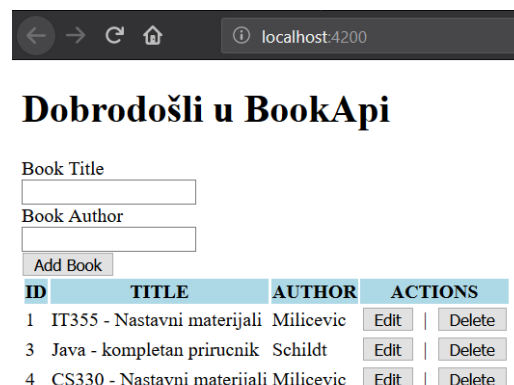 localhost:4200
Dobrodošli u BookApi
Book Title
Book Author
Add Book
ID TITLE AUTHOR ACTIONS
1 IT355 - Nastavni materijali Milicevic Edit | Delete
3 Java - kompletan prirucnik Schildt Edit | Delete
4 CS330 - Nastavni materijali Milicevic Edit | Delete